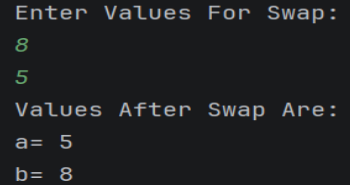 Enter Values For Swap:
8
5
Values After Swap Are:
a= 5
b= 8